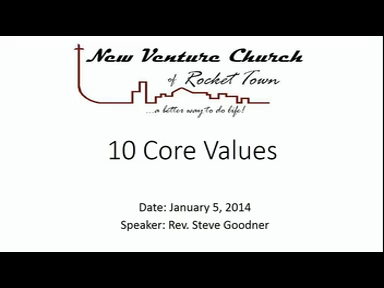 New Venture Church
of Rocket Town
...a better way to do life!
10 Core Values
Date: January 5, 2014
Speaker: Rev. Steve Goodner